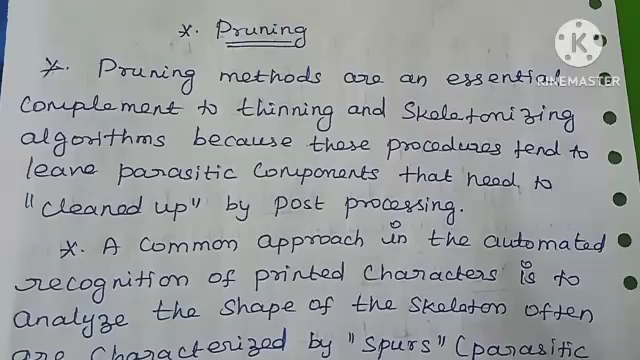 *. Pruning
*. Pruning methods are an essential
complement to thinning and skeletonizing
algorithms because these procedures tend to
leave parasitic components that need to
"cleaned up" by post processing.
*. A common approach in the automated
recognition of printed characters is to
analyze the shape of the skeleton often
are characterized by "spurs" (parasitic
KINEMASTER